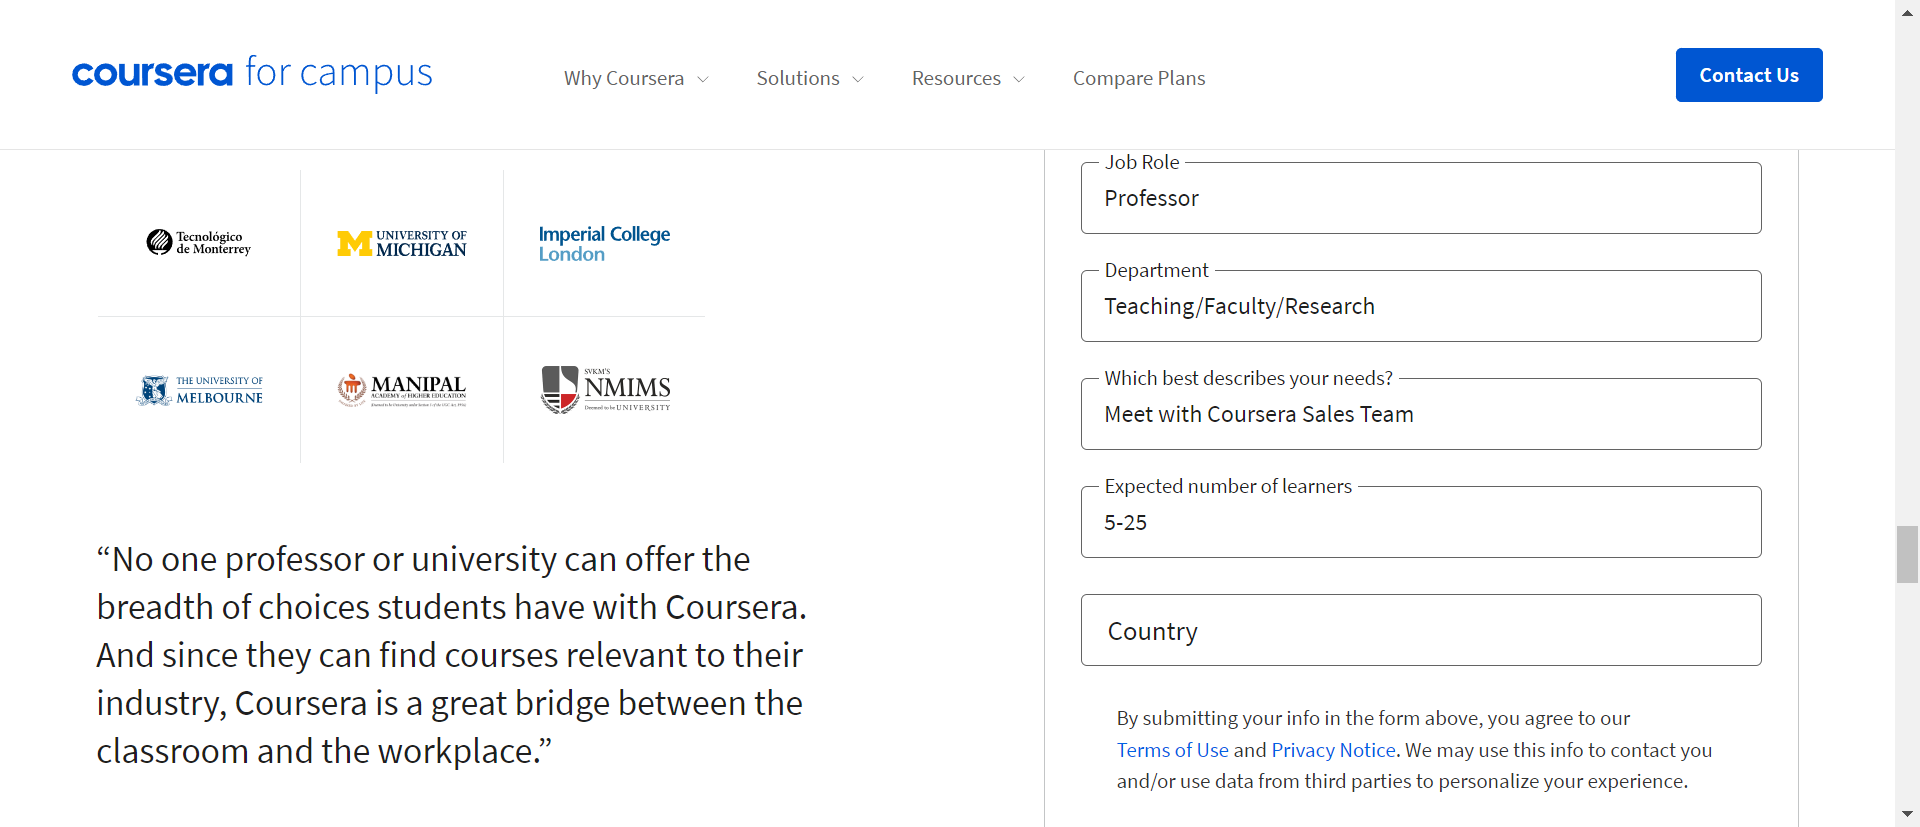 coursera for campus
Why Coursera
Solutions
Resources
Compare Plans
Contact Us
Tecnológico
de Monterrey
UNIVERSITY OF
MICHIGAN
Imperial College
London
THE UNIVERSITY OF
MELBOURNE
MANIPAL
ACADEMY of HIGHER EDUCATION
SVKM'S
NMIMS
Deemed to be UNIVERSITY
“No one professor or university can offer the
breadth of choices students have with Coursera.
And since they can find courses relevant to their
industry, Coursera is a great bridge between the
classroom and the workplace.”
Job Role
Professor
Department
Teaching/Faculty/Research
Which best describes your needs?
Meet with Coursera Sales Team
Expected number of learners
5-25
Country
By submitting your info in the form above, you agree to our
Terms of Use and Privacy Notice. We may use this info to contact you
and/or use data from third parties to personalize your experience.